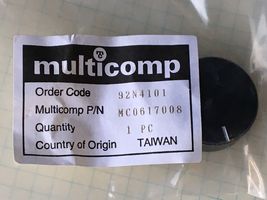 multicomp
Order Code 92N4101
Multicomp P/N MC0617008
Quantity 1 PC
Country of Origin TAIWAN